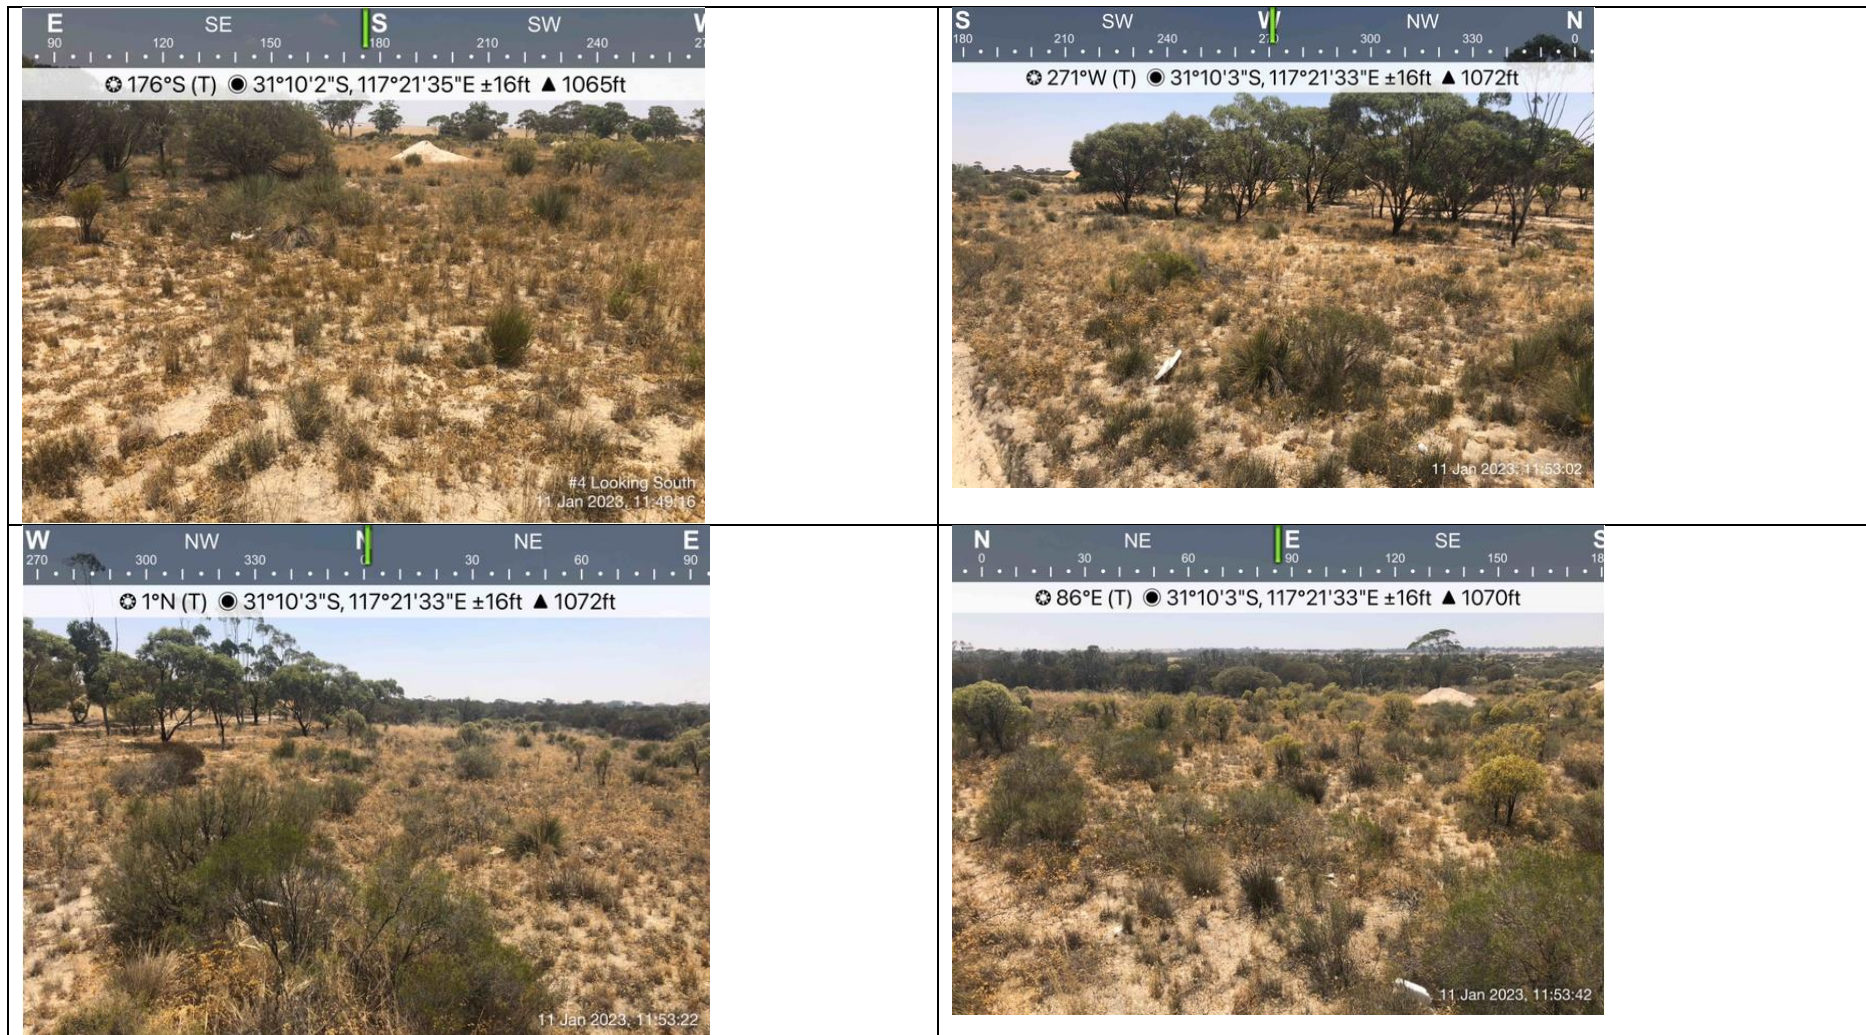 E SE S SW W
90 120 150 180 210 240 27
176°S (T) 31°10'2"S, 117°21'35"E ±16ft ▲ 1065ft
#4 Looking South
11 Jan 2023, 11:49:16
S SW W NW N
180 210 240 270 300 330 0
271°W (T) 31°10'3"S, 117°21'33"E ±16ft ▲ 1072ft
11 Jan 2023, 11:53:02
W NW N NE E
270 300 330 0 30 60 90
1°N (T) 31°10'3"S, 117°21'33"E ±16ft ▲ 1072ft
11 Jan 2023, 11:53:22
N NE E SE S
0 30 60 90 120 150 18
86°E (T) 31°10'3"S, 117°21'33"E ±16ft ▲ 1070ft
11 Jan 2023, 11:53:42